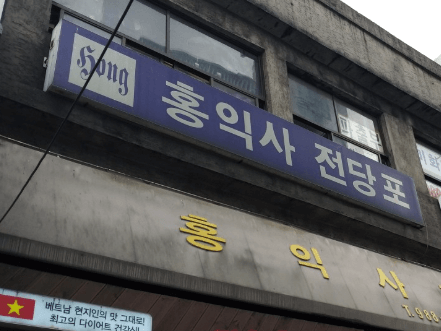 Hong
홍익사 전당포
홍 익 사
베트남 현지인의 맛 그대로!
최고의 다이어트 건강식!